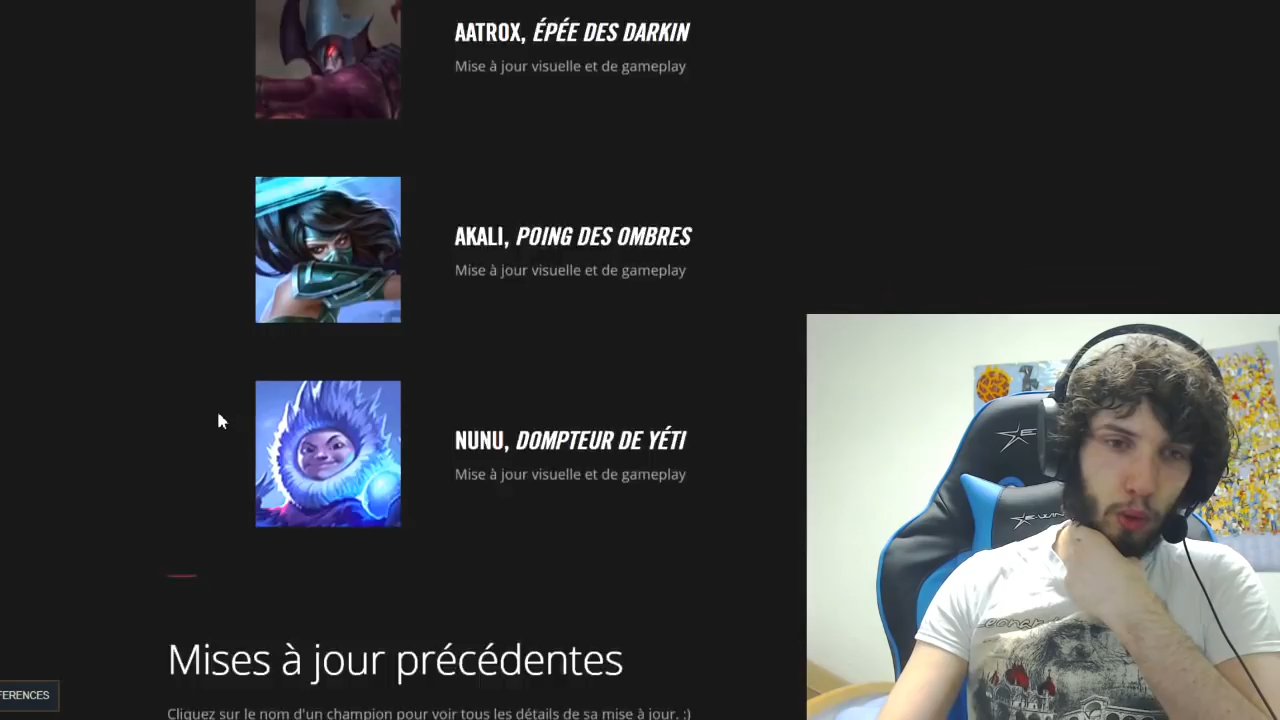 AATROX, ÉPÉE DES DARKIN
Mise à jour visuelle et de gameplay
AKALI, POING DES OMBRES
Mise à jour visuelle et de gameplay
NUNU, DOMPTEUR DE YÉTI
Mise à jour visuelle et de gameplay
Mises à jour précédentes
FERENCES
Cliquez sur le nom d'un champion pour voir tous les détails de sa mise à jour. :)